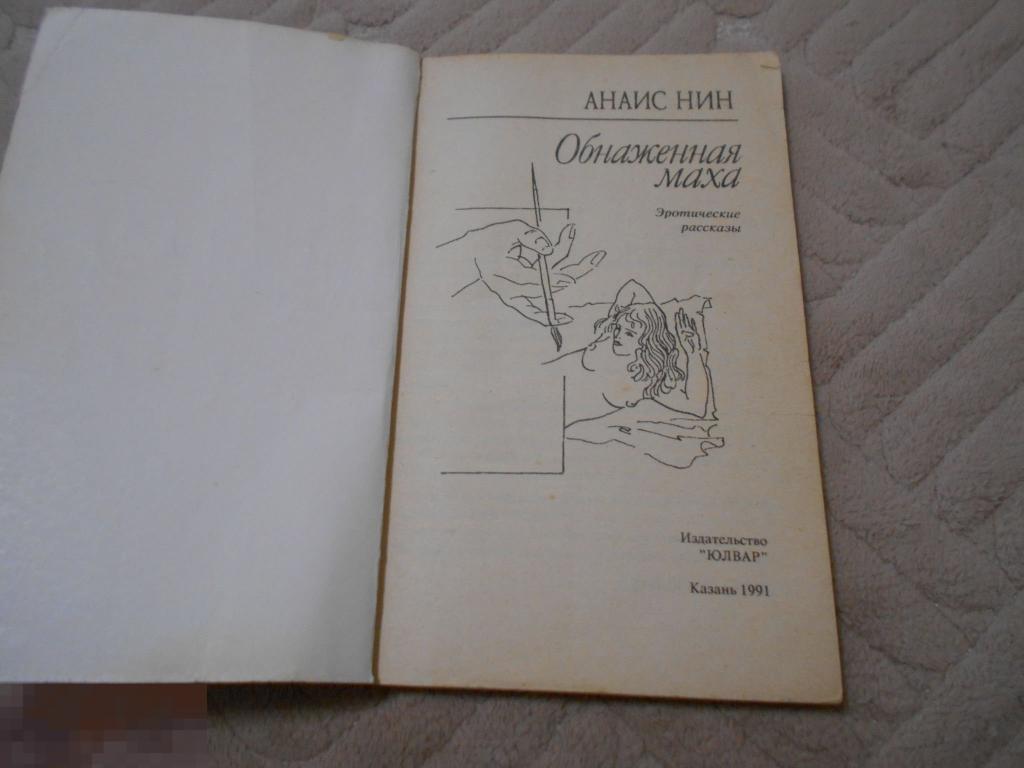 АНАИС НИН
Обнаженная
маха
Эротические
рассказы
Издательство
"ЮЛВАР"
Казань 1991